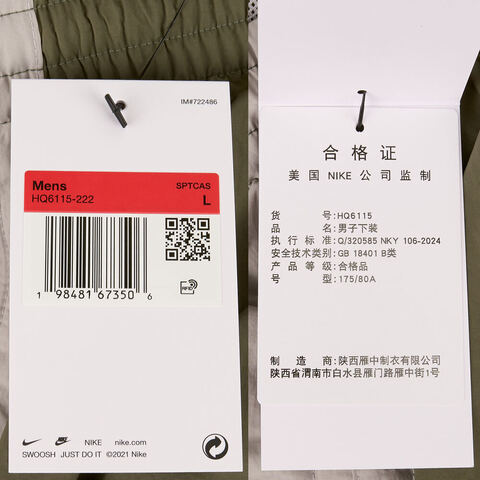 IM#722486
Mens SPTCAS
HQ6115-222 L
1 98481 67350 6
RFID
NIKE nike.com
SWOOSH JUST DO IT ©2021 Nike
合格证
美国 NIKE 公司监制
货号:HQ6115
品名:男子下装
执行标准:Q/320585 NKY 106-2024
安全技术类别:GB 18401 B类
产品等级:合格品
号型:175/80A
制造商:陕西雁中制衣有限公司
陕西省渭南市白水县雁门路雁中1号